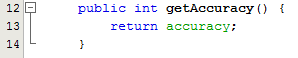 12 public int getAccuracy() {
13 return accuracy;
14 }